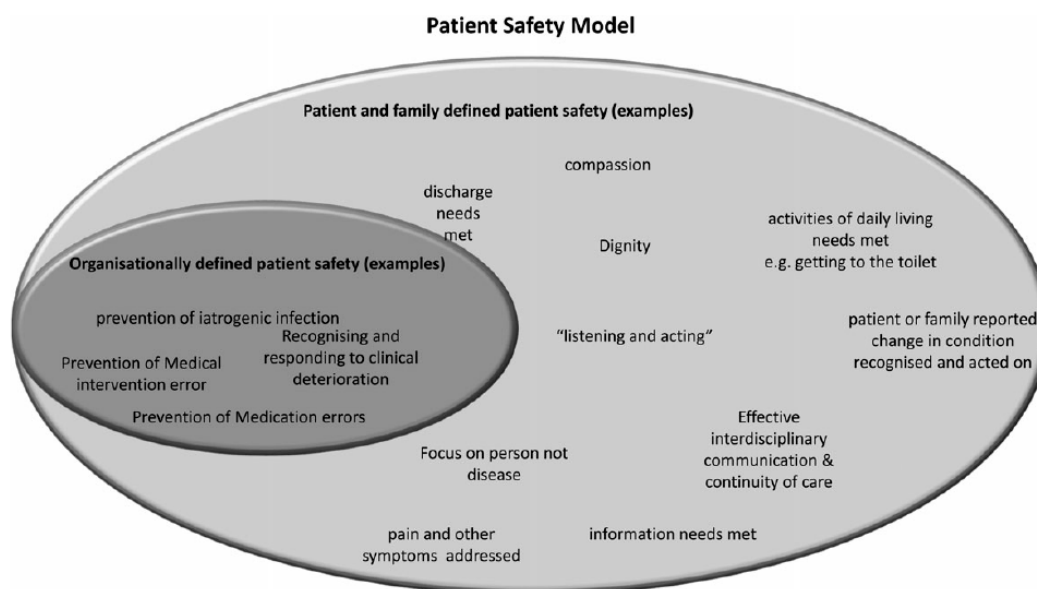 Patient Safety Model
Patient and family defined patient safety (examples)
compassion
discharge
needs
met
Dignity
activities of daily living
needs met
e.g. getting to the toilet
Organisationally defined patient safety (examples)
prevention of iatrogenic infection
Recognising and
responding to clinical
deterioration
Prevention of Medical
intervention error
Prevention of Medication errors
“listening and acting”
patient or family reported
change in condition
recognised and acted on
Effective
interdisciplinary
communication &
continuity of care
Focus on person not
disease
pain and other
symptoms addressed
information needs met